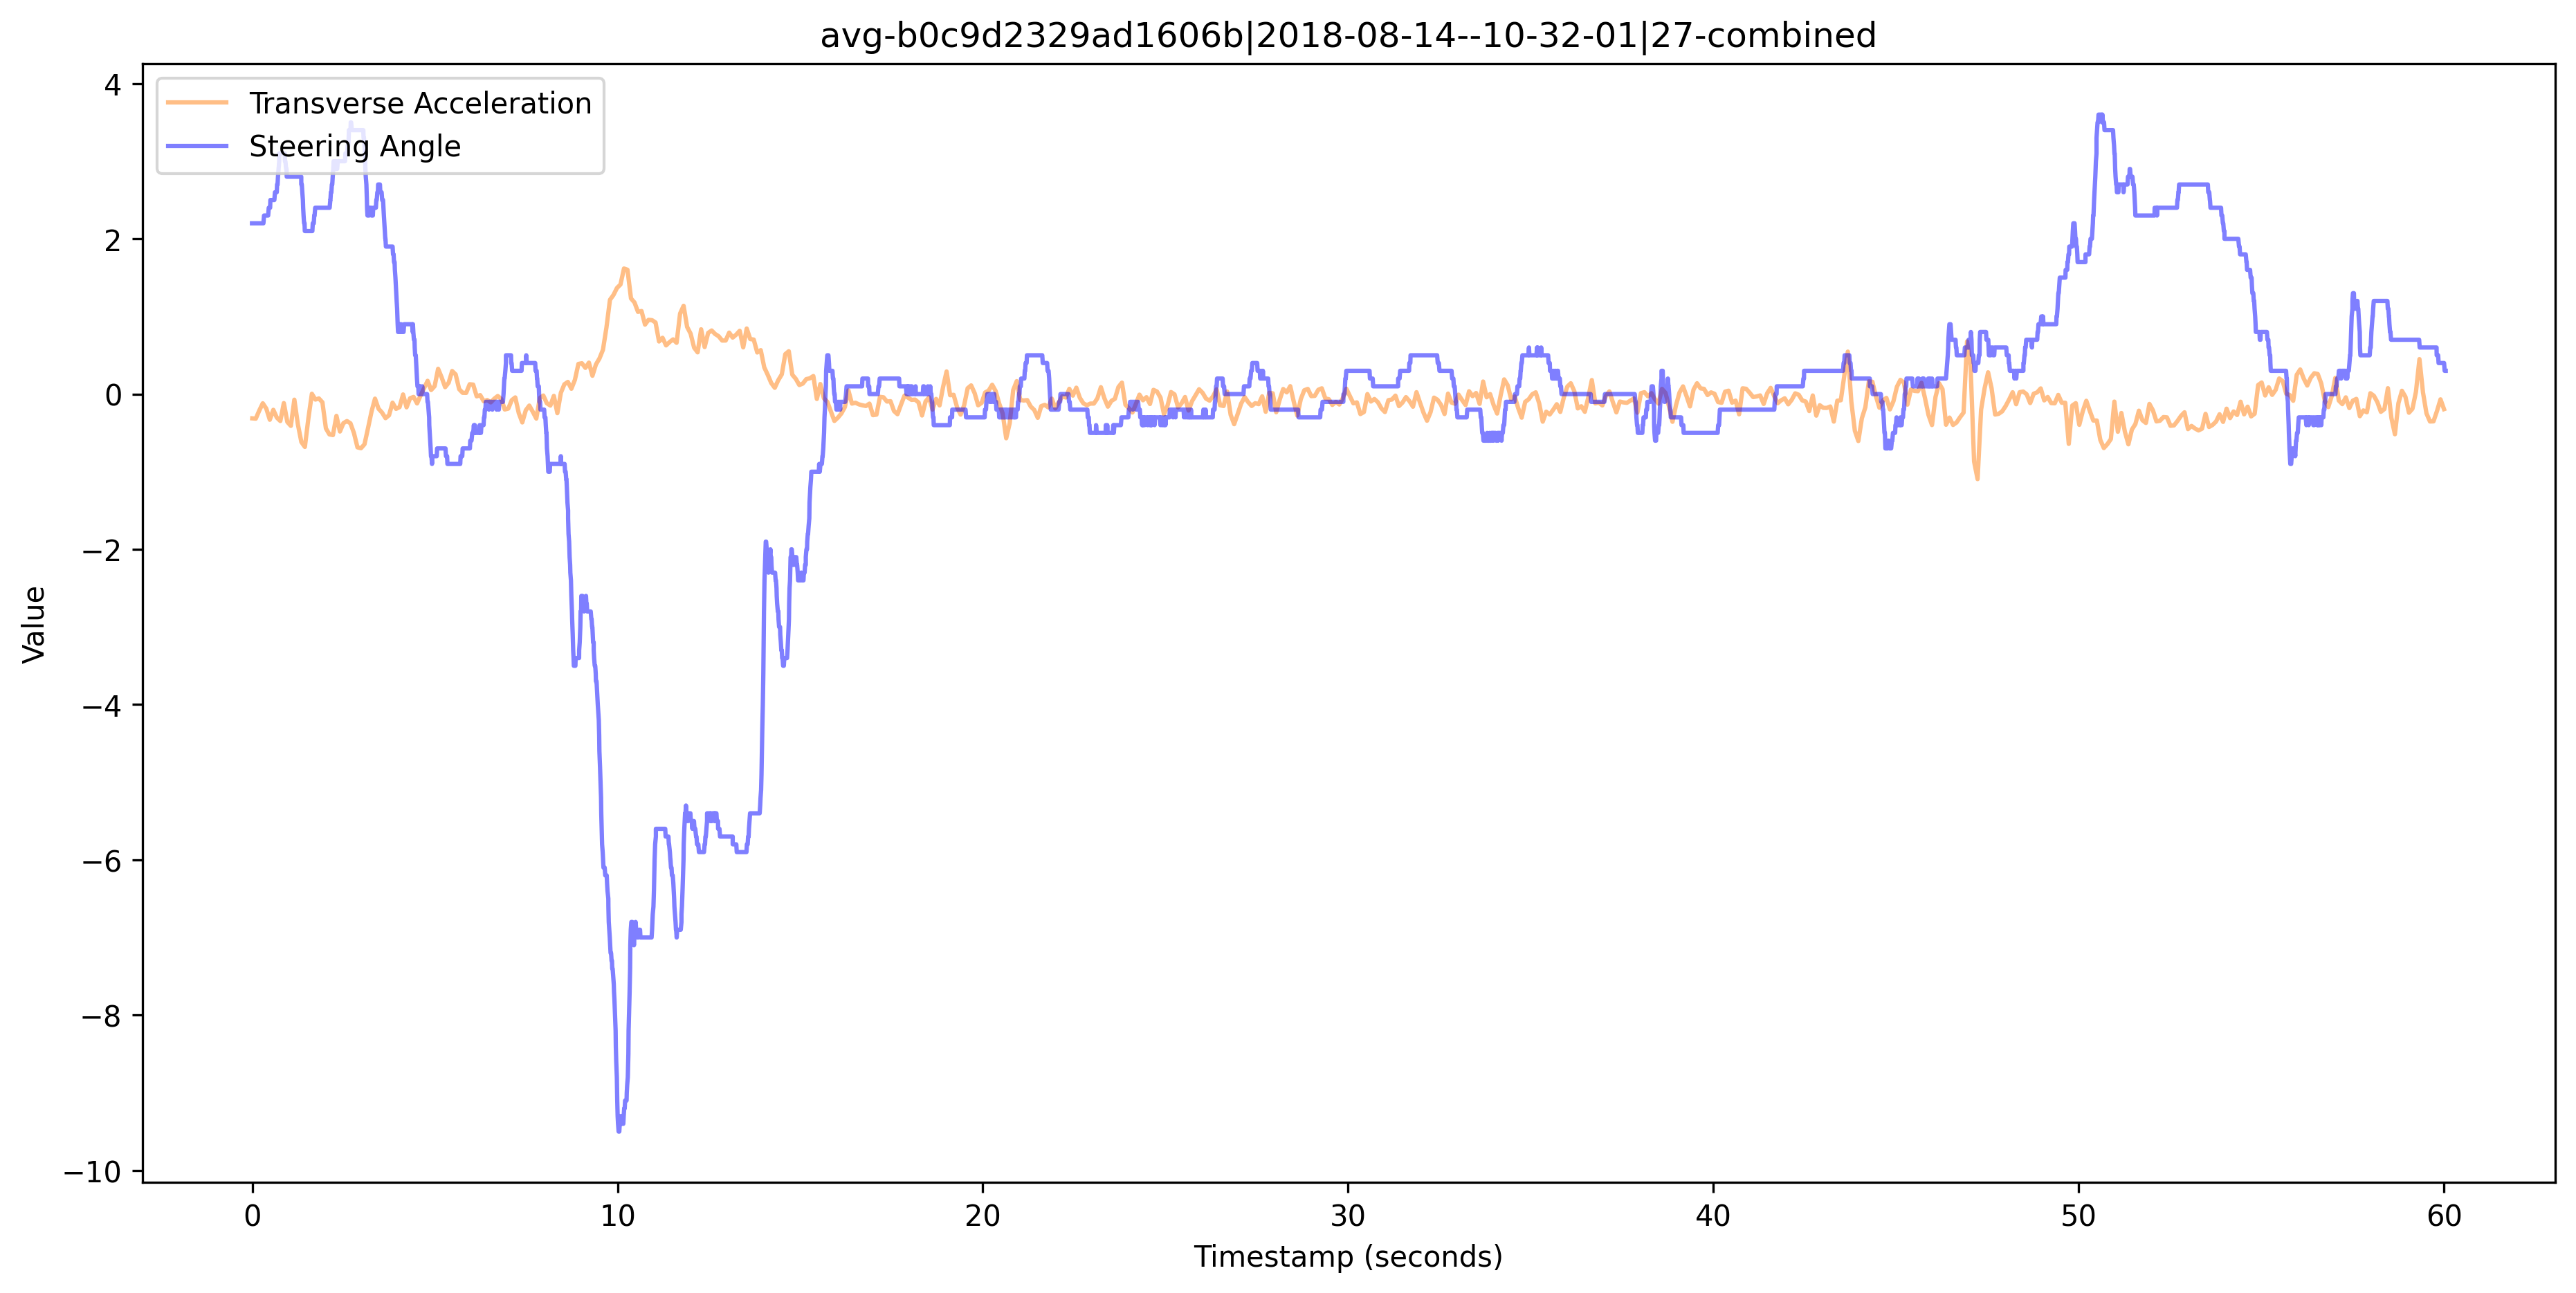 avg-b0c9d2329ad1606b|2018-08-14--10-32-01|27-combined
Transverse Acceleration
Steering Angle
4
2
0
−2
−4
−6
−8
−10
Value
0 10 20 30 40 50 60
Timestamp (seconds)